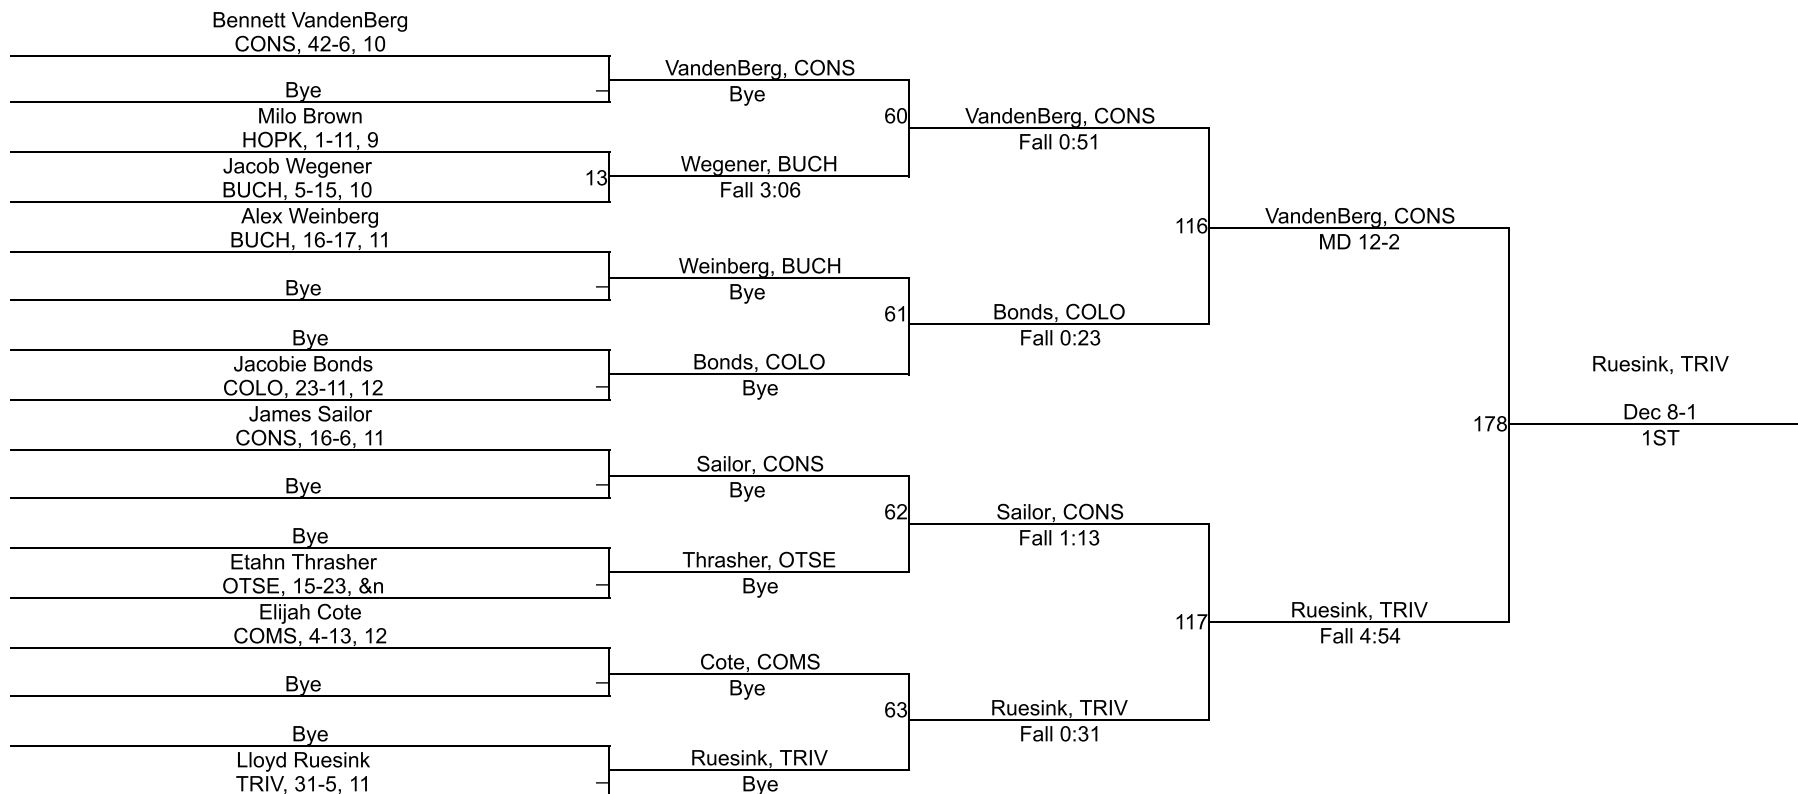 Bennett VandenBerg
CONS, 42-6, 10
Bye
Milo Brown
HOPK, 1-11, 9
Jacob Wegener
BUCH, 5-15, 10
13
Alex Weinberg
BUCH, 16-17, 11
Bye
Bye
Jacobie Bonds
COLO, 23-11, 12
James Sailor
CONS, 16-6, 11
Bye
Bye
Etahn Thrasher
OTSE, 15-23, &n
Elijah Cote
COMS, 4-13, 12
Bye
Bye
Lloyd Ruesink
TRIV, 31-5, 11
VandenBerg, CONS
Bye
60
Wegener, BUCH
Fall 3:06
Weinberg, BUCH
Bye
61
Bonds, COLO
Bye
Sailor, CONS
Bye
62
Thrasher, OTSE
Bye
Cote, COMS
Bye
63
Ruesink, TRIV
Bye
VandenBerg, CONS
Fall 0:51
116
Bonds, COLO
Fall 0:23
Sailor, CONS
Fall 1:13
117
Ruesink, TRIV
Fall 0:31
VandenBerg, CONS
MD 12-2
178
Ruesink, TRIV
Fall 4:54
Ruesink, TRIV
Dec 8-1
1ST